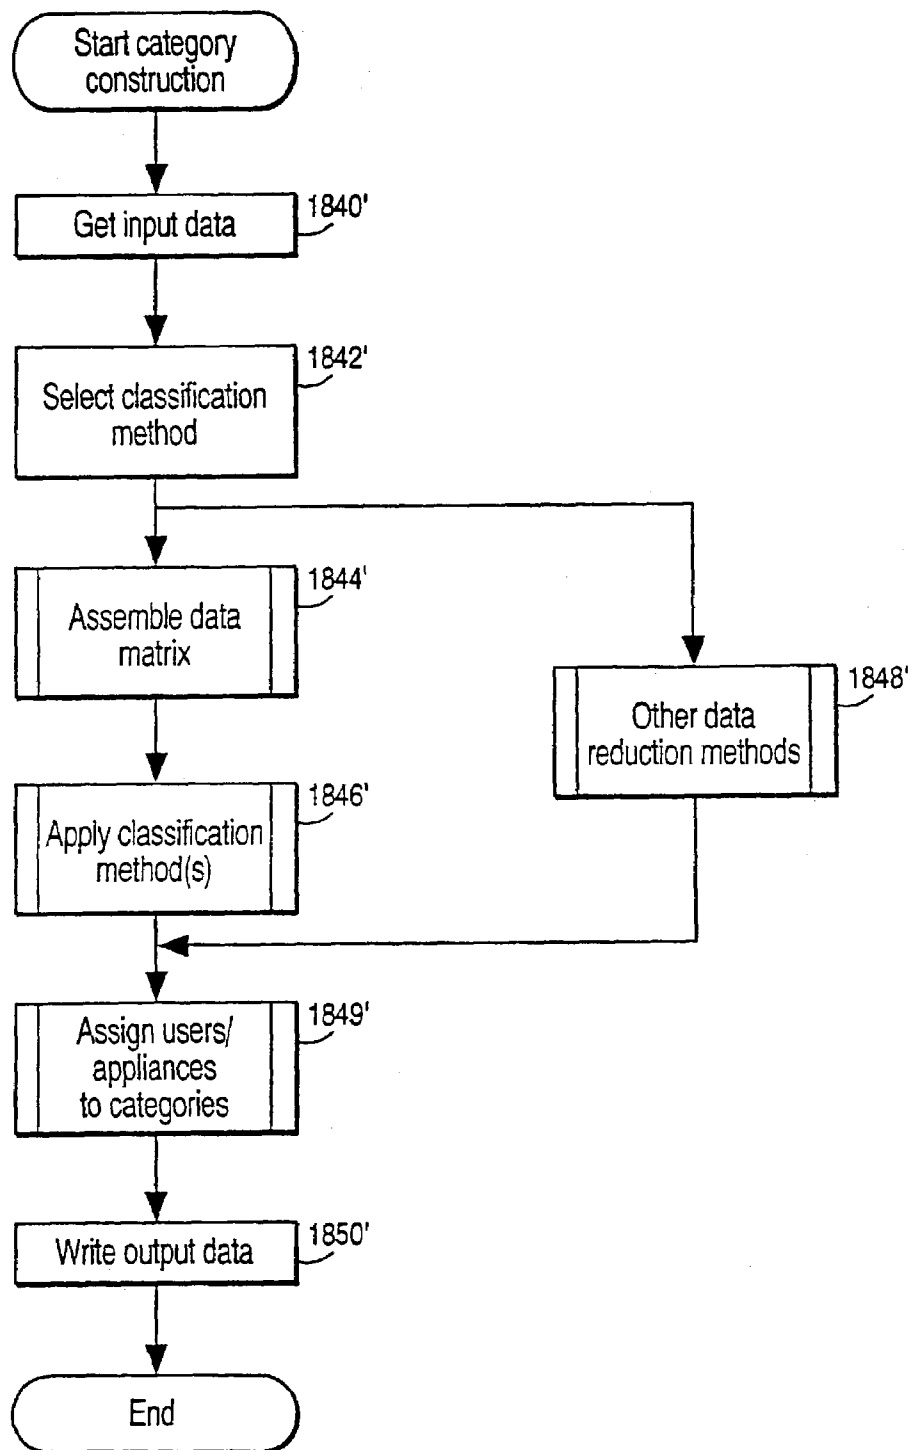 Start category
construction
1840'
Get input data
1842'
Select classification
method
1844'
Assemble data
matrix
1848'
Other data
reduction methods
1846'
Apply classification
method(s)
1849'
Assign users/
appliances
to categories
1850'
Write output data
End